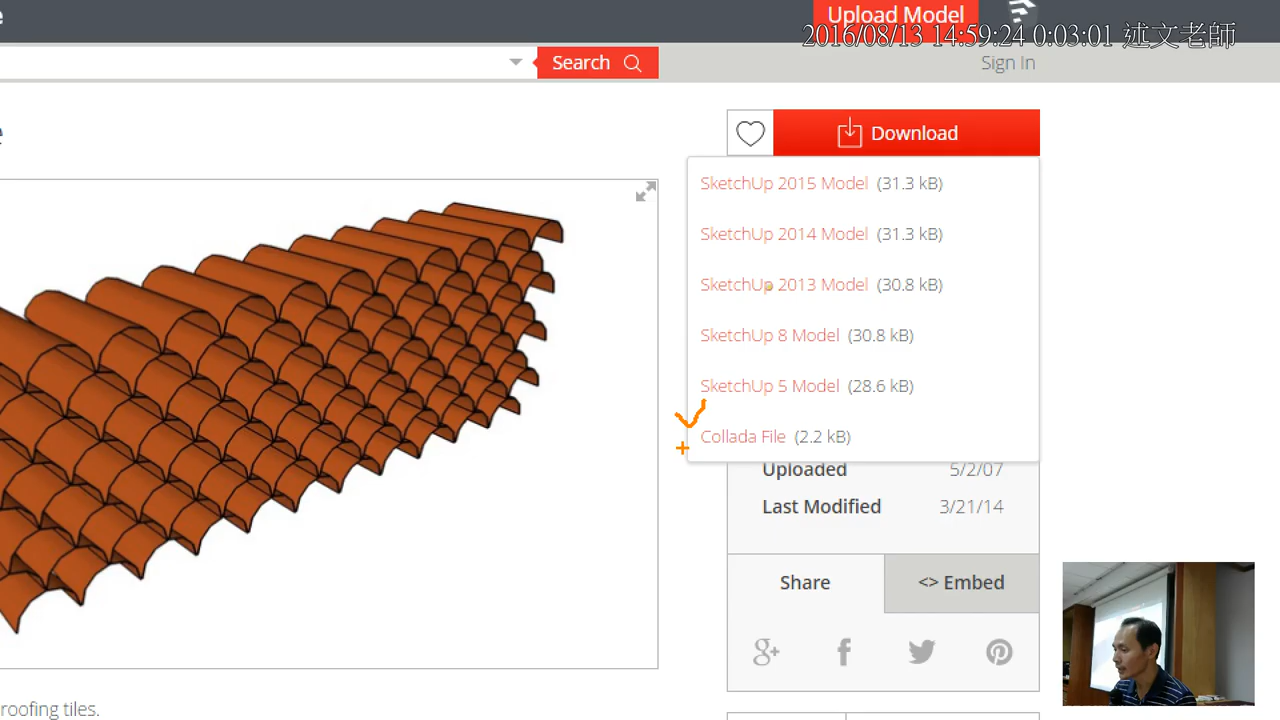 e
Upload Model
2016/08/13 14:59:24 0:03:01 述文老師
Search
Sign In
e
Download
SketchUp 2015 Model (31.3 kB)
SketchUp 2014 Model (31.3 kB)
SketchUp 2013 Model (30.8 kB)
SketchUp 8 Model (30.8 kB)
SketchUp 5 Model (28.6 kB)
Collada File (2.2 kB)
Uploaded 5/2/07
Last Modified 3/21/14
Share
<> Embed
g+ f
roofing tiles.